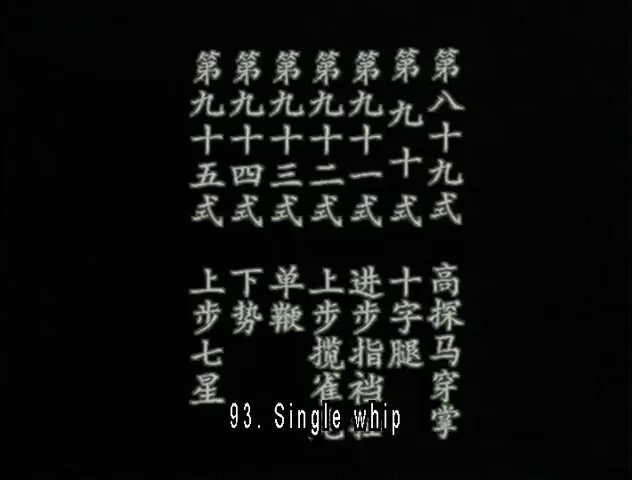 第八十九式 高探马穿掌
第九十式 十字腿
第九十一式 进步指裆
第九十二式 上步揽雀
第九十三式 单鞭
第九十四式 下势
第九十五式 上步七星
93. Single whip